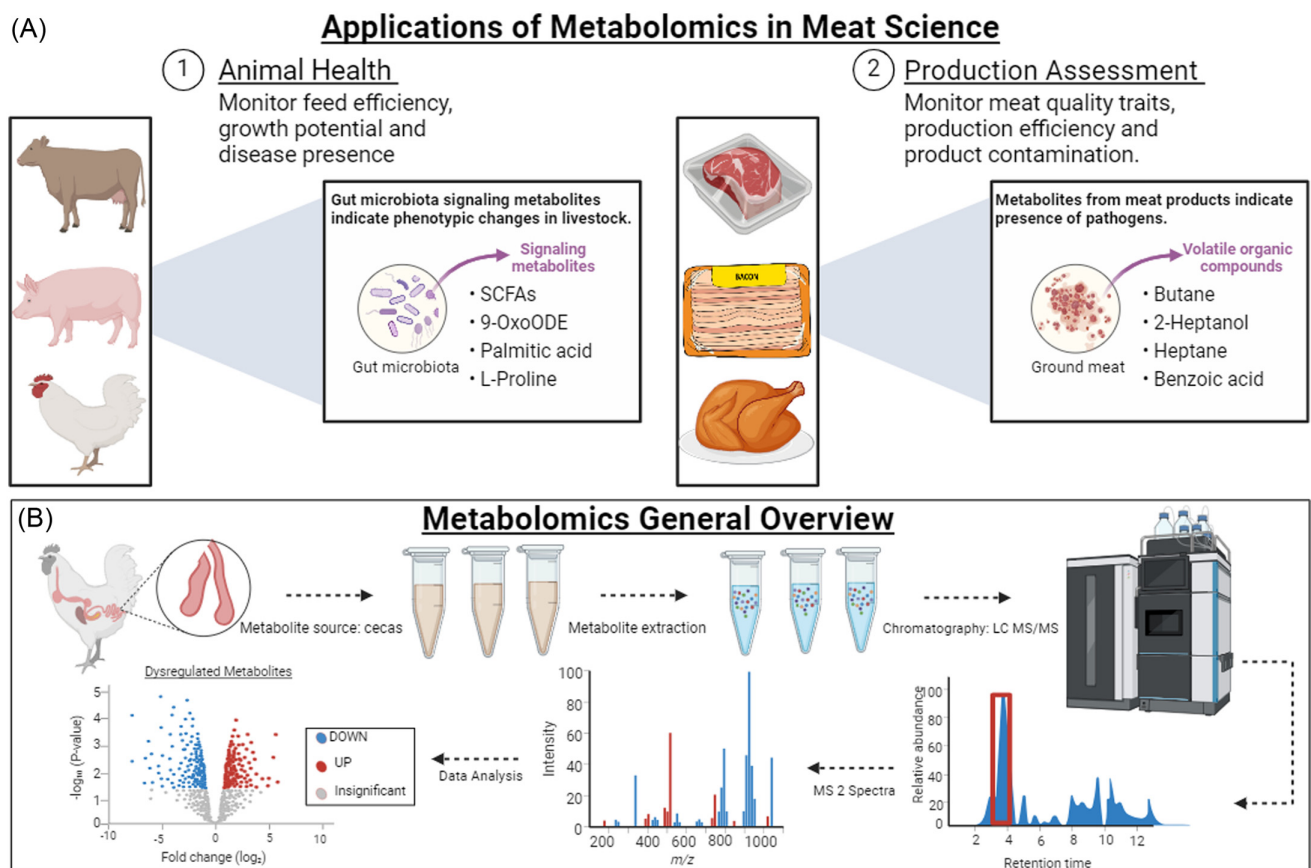 (A)
Applications of Metabolomics in Meat Science
1
Animal Health
Monitor feed efficiency,
growth potential and
disease presence
Gut microbiota signaling metabolites
indicate phenotypic changes in livestock.
Signaling
metabolites
Gut microbiota
• SCFAs
• 9-OxoODE
• Palmitic acid
• L-Proline
2
Production Assessment
Monitor meat quality traits,
production efficiency and
product contamination.
BACON
Metabolites from meat products indicate
presence of pathogens.
Volatile organic
compounds
Ground meat
• Butane
• 2-Heptanol
• Heptane
• Benzoic acid
(B)
Metabolomics General Overview
Metabolite source: cecas
Metabolite extraction
Chromatography: LC MS/MS
Dysregulated Metabolites
-log₁₀ (P-value)
5
4
3
2
1
0
-10
-5
0
5
10
Fold change (log₂)
DOWN
UP
Insignificant
Data Analysis
Intensity
100
80
60
40
20
0
200
400
600
800
1000
m/z
MS 2 Spectra
Relative abundance
100
80
60
40
20
0
2
4
6
8
10
12
Retention time